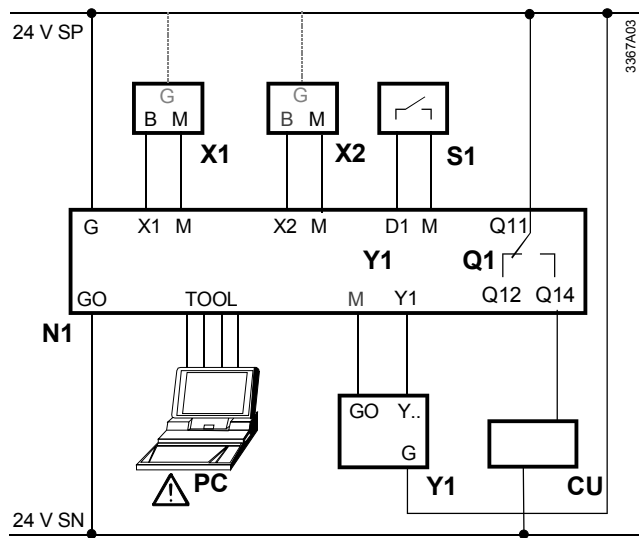 24 V SP
3367A03
G
B M
X1
G
B M
X2
S1
G X1 M X2 M D1 M Q11
Y1 Q1
GO TOOL M Y1 Q12 Q14
N1
GO Y..
G
PC
Y1
CU
24 V SN